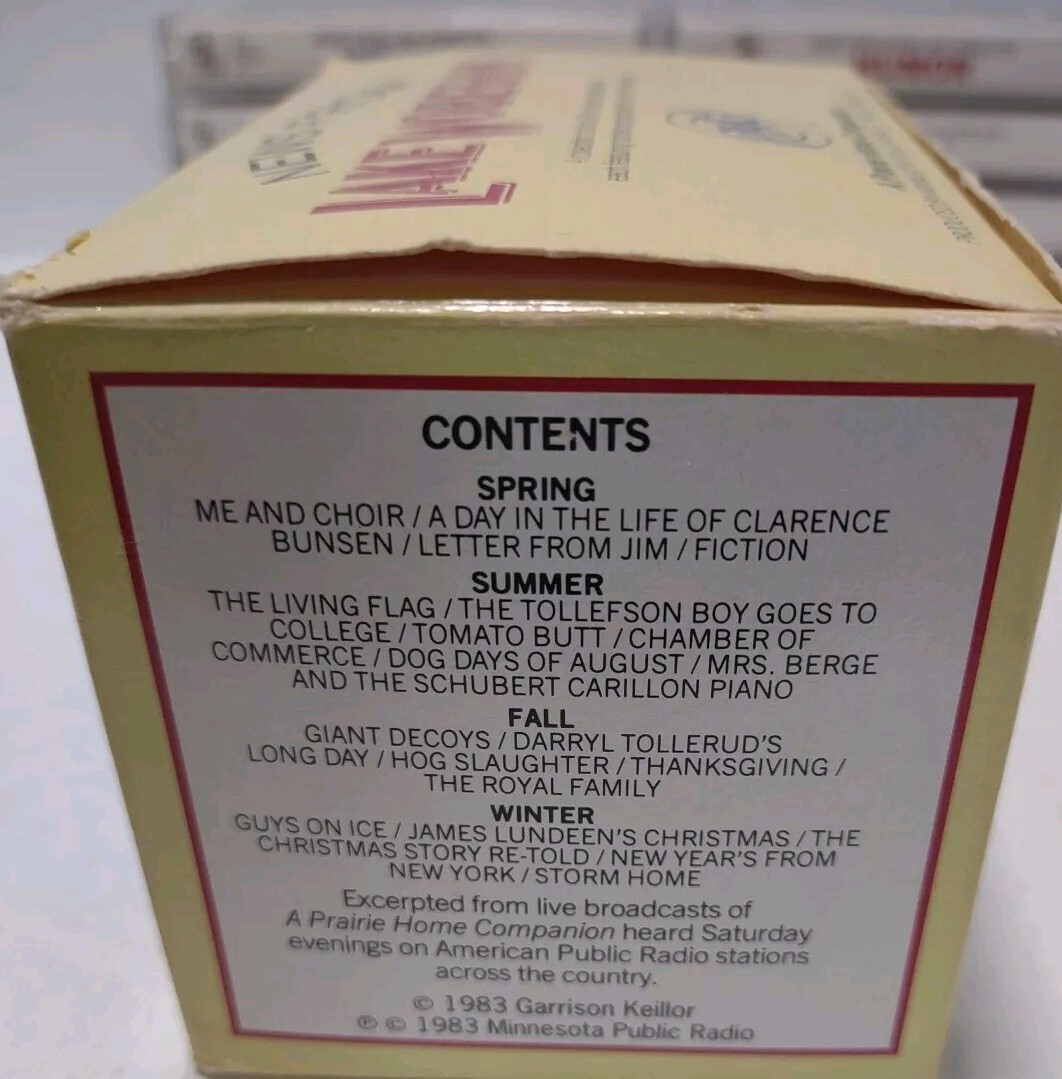 NEWS
LAKE
CONTENTS
SPRING
ME AND CHOIR / A DAY IN THE LIFE OF CLARENCE
BUNSEN / LETTER FROM JIM / FICTION
SUMMER
THE LIVING FLAG / THE TOLLEFSON BOY GOES TO
COLLEGE / TOMATO BUTT / CHAMBER OF
COMMERCE / DOG DAYS OF AUGUST / MRS. BERGE
AND THE SCHUBERT CARILLON PIANO
FALL
GIANT DECOYS / DARRYL TOLLERUD'S
LONG DAY / HOG SLAUGHTER / THANKSGIVING /
THE ROYAL FAMILY
WINTER
GUYS ON ICE / JAMES LUNDEEN'S CHRISTMAS / THE
CHRISTMAS STORY RE-TOLD / NEW YEAR'S FROM
NEW YORK / STORM HOME
Excerpted from live broadcasts of
A Prairie Home Companion heard Saturday
evenings on American Public Radio stations
across the country.
© 1983 Garrison Keillor
℗ © 1983 Minnesota Public Radio